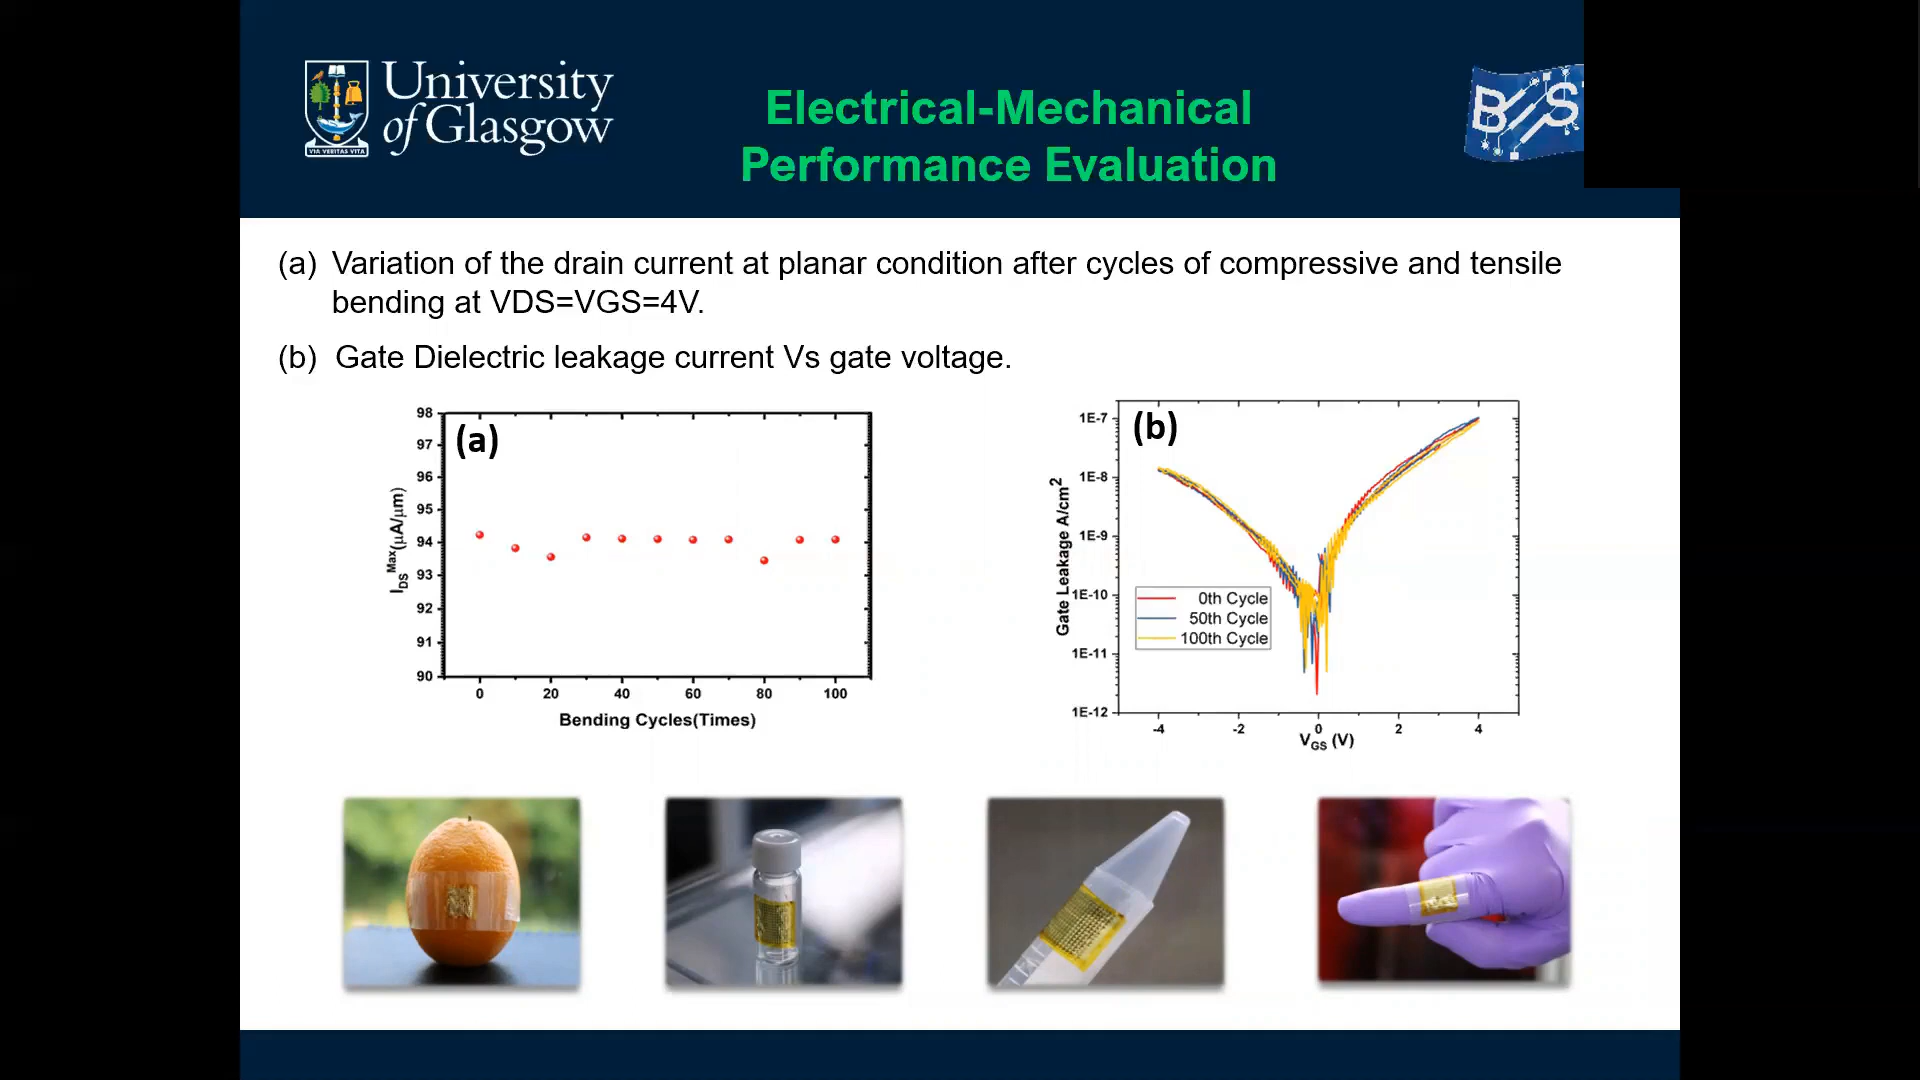 University
of Glasgow
VIA VERITAS VITA
Electrical-Mechanical
Performance Evaluation
(a) Variation of the drain current at planar condition after cycles of compressive and tensile
bending at VDS=VGS=4V.
(b) Gate Dielectric leakage current Vs gate voltage.
(a)
98
97
96
95
94
93
92
91
90
IDS Max(μA/μm)
0 20 40 60 80 100
Bending Cycles(Times)
(b)
1E-7
1E-8
1E-9
1E-10
1E-11
1E-12
Gate Leakage A/cm2
0th Cycle
50th Cycle
100th Cycle
-4 -2 0 2 4
VGS (V)